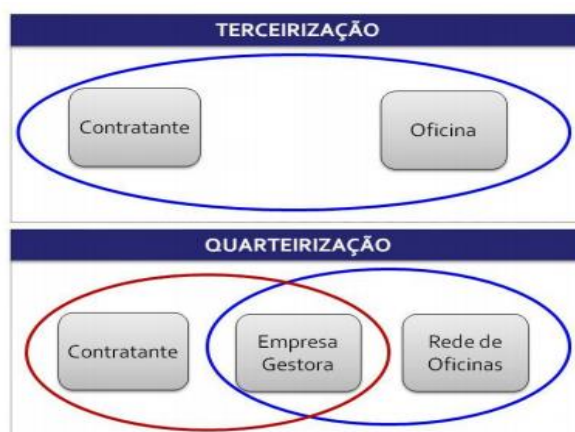 TERCEIRIZAÇÃO
Contratante
Oficina
QUARTEIRIZAÇÃO
Contratante
Empresa
Gestora
Rede de
Oficinas